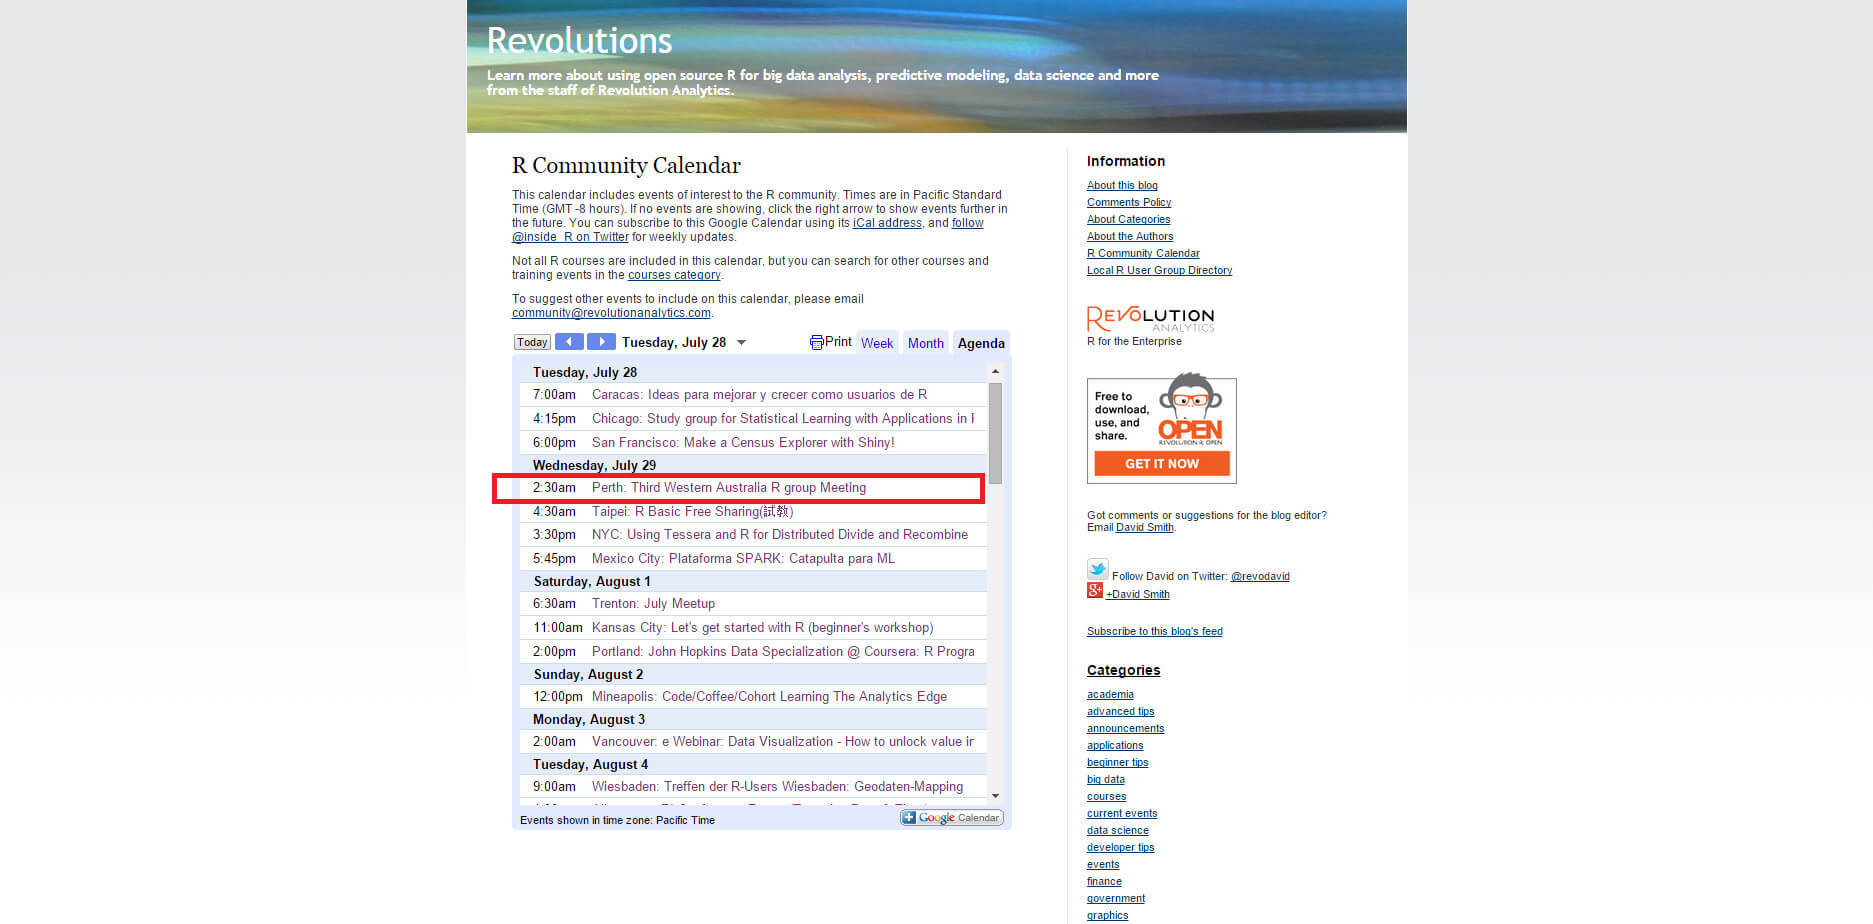 Revolutions
Learn more about using open source R for big data analysis, predictive modeling, data science and more
from the staff of Revolution Analytics.
R Community Calendar
This calendar includes events of interest to the R community. Times are in Pacific Standard
Time (GMT -8 hours). If no events are showing, click the right arrow to show events further in
the future. You can subscribe to this Google Calendar using its iCal address, and follow
@inside_R on Twitter for weekly updates.
Not all R courses are included in this calendar, but you can search for other courses and
training events in the courses category.
To suggest other events to include on this calendar, please email
community@revolutionanalytics.com.
Today Tuesday, July 28 Print Week Month Agenda
Tuesday, July 28
7:00am Caracas: Ideas para mejorar y crecer como usuarios de R
4:15pm Chicago: Study group for Statistical Learning with Applications in
6:00pm San Francisco: Make a Census Explorer with Shiny!
Wednesday, July 29
2:30am Perth: Third Western Australia R group Meeting
4:30am Taipei: R Basic Free Sharing(試教)
3:30pm NYC: Using Tessera and R for Distributed Divide and Recombine
5:45pm Mexico City: Plataforma SPARK: Catapulta para ML
Saturday, August 1
6:30am Trenton: July Meetup
11:00am Kansas City: Let's get started with R (beginner's workshop)
2:00pm Portland: John Hopkins Data Specialization @ Coursera: R Progra
Sunday, August 2
12:00pm Mineapolis: Code/Coffee/Cohort Learning The Analytics Edge
Monday, August 3
2:00am Vancouver: e Webinar: Data Visualization - How to unlock value in
Tuesday, August 4
9:00am Wiesbaden: Treffen der R-Users Wiesbaden: Geodaten-Mapping
Events shown in time zone: Pacific Time
Google Calendar
Information
About this blog
Comments Policy
About Categories
About the Authors
R Community Calendar
Local R User Group Directory
REVOLUTION
ANALYTICS
R for the Enterprise
Free to
download,
use, and
share.
OPEN
REVOLUTION R OPEN
GET IT NOW
Got comments or suggestions for the blog editor?
Email David Smith.
Follow David on Twitter: @revodavid
g+ +David Smith
Subscribe to this blog's feed
Categories
academia
advanced tips
announcements
applications
beginner tips
big data
courses
current events
data science
developer tips
events
finance
government
graphics